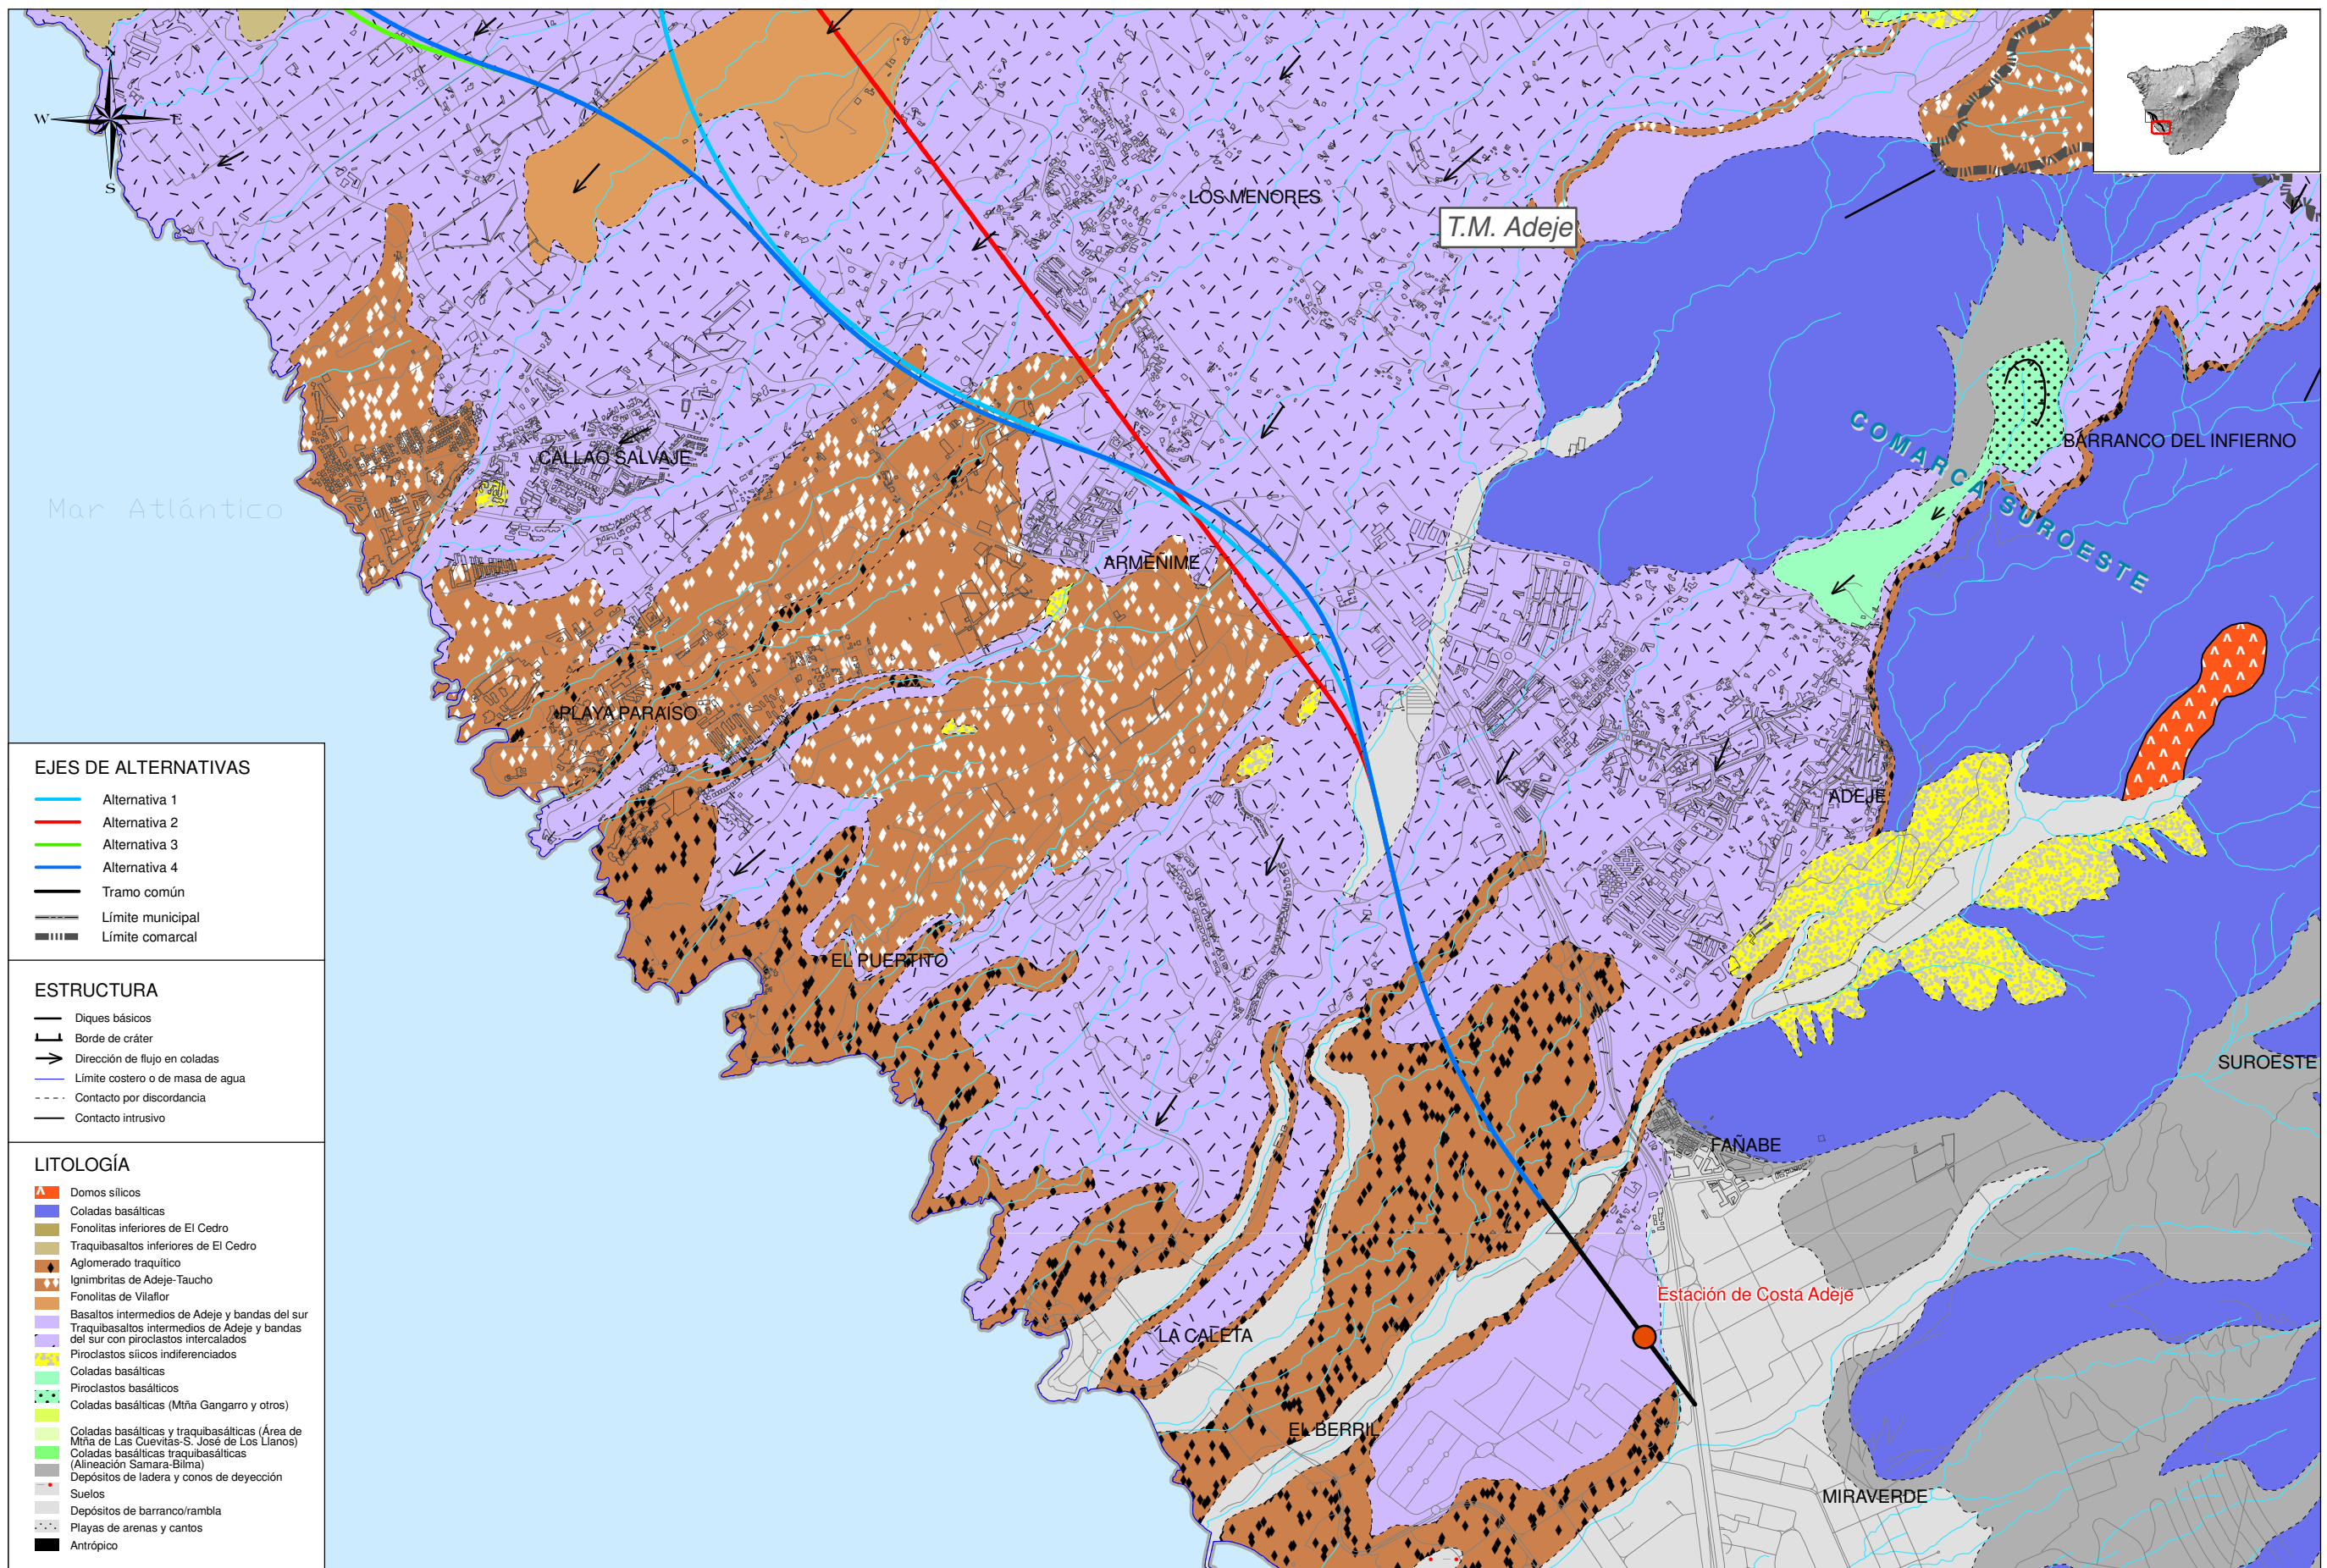 N
W
E
S
LOS MENORES
T.M. Adeje
COMARCA SUROESTE
BARRANCO DEL INFIERNO
CALLAO SALVAJE
Mar Atlántico
ARMEÑIME
PLAYA PARAÍSO
ADEJE
EL PUERTITO
SUROESTE
FAÑABE
Estación de Costa Adeje
LA CALETA
EL BERRIL
MIRAVERDE
EJES DE ALTERNATIVAS
Alternativa 1
Alternativa 2
Alternativa 3
Alternativa 4
Tramo común
Límite municipal
Límite comarcal
ESTRUCTURA
Diques básicos
Borde de cráter
Dirección de flujo en coladas
Límite costero o de masa de agua
Contacto por discordancia
Contacto intrusivo
LITOLOGÍA
Domos sílicos
Coladas basálticas
Fonolitas inferiores de El Cedro
Traquibasaltos inferiores de El Cedro
Aglomerado traquítico
Ignimbritas de Adeje-Taucho
Fonolitas de Vilaflor
Basaltos intermedios de Adeje y bandas del sur
Traquibasaltos intermedios de Adeje y bandas
del sur con piroclastos intercalados
Piroclastos síicos indiferenciados
Coladas basálticas
Piroclastos basálticos
Coladas basálticas (Mtña Gangarro y otros)
Coladas basálticas y traquibasálticas (Área de
Mtña de Las Cuevitas-S. José de Los Llanos)
Coladas basálticas traquibasálticas
(Alineación Samara-Bilma)
Depósitos de ladera y conos de deyección
Suelos
Depósitos de barranco/rambla
Playas de arenas y cantos
Antrópico